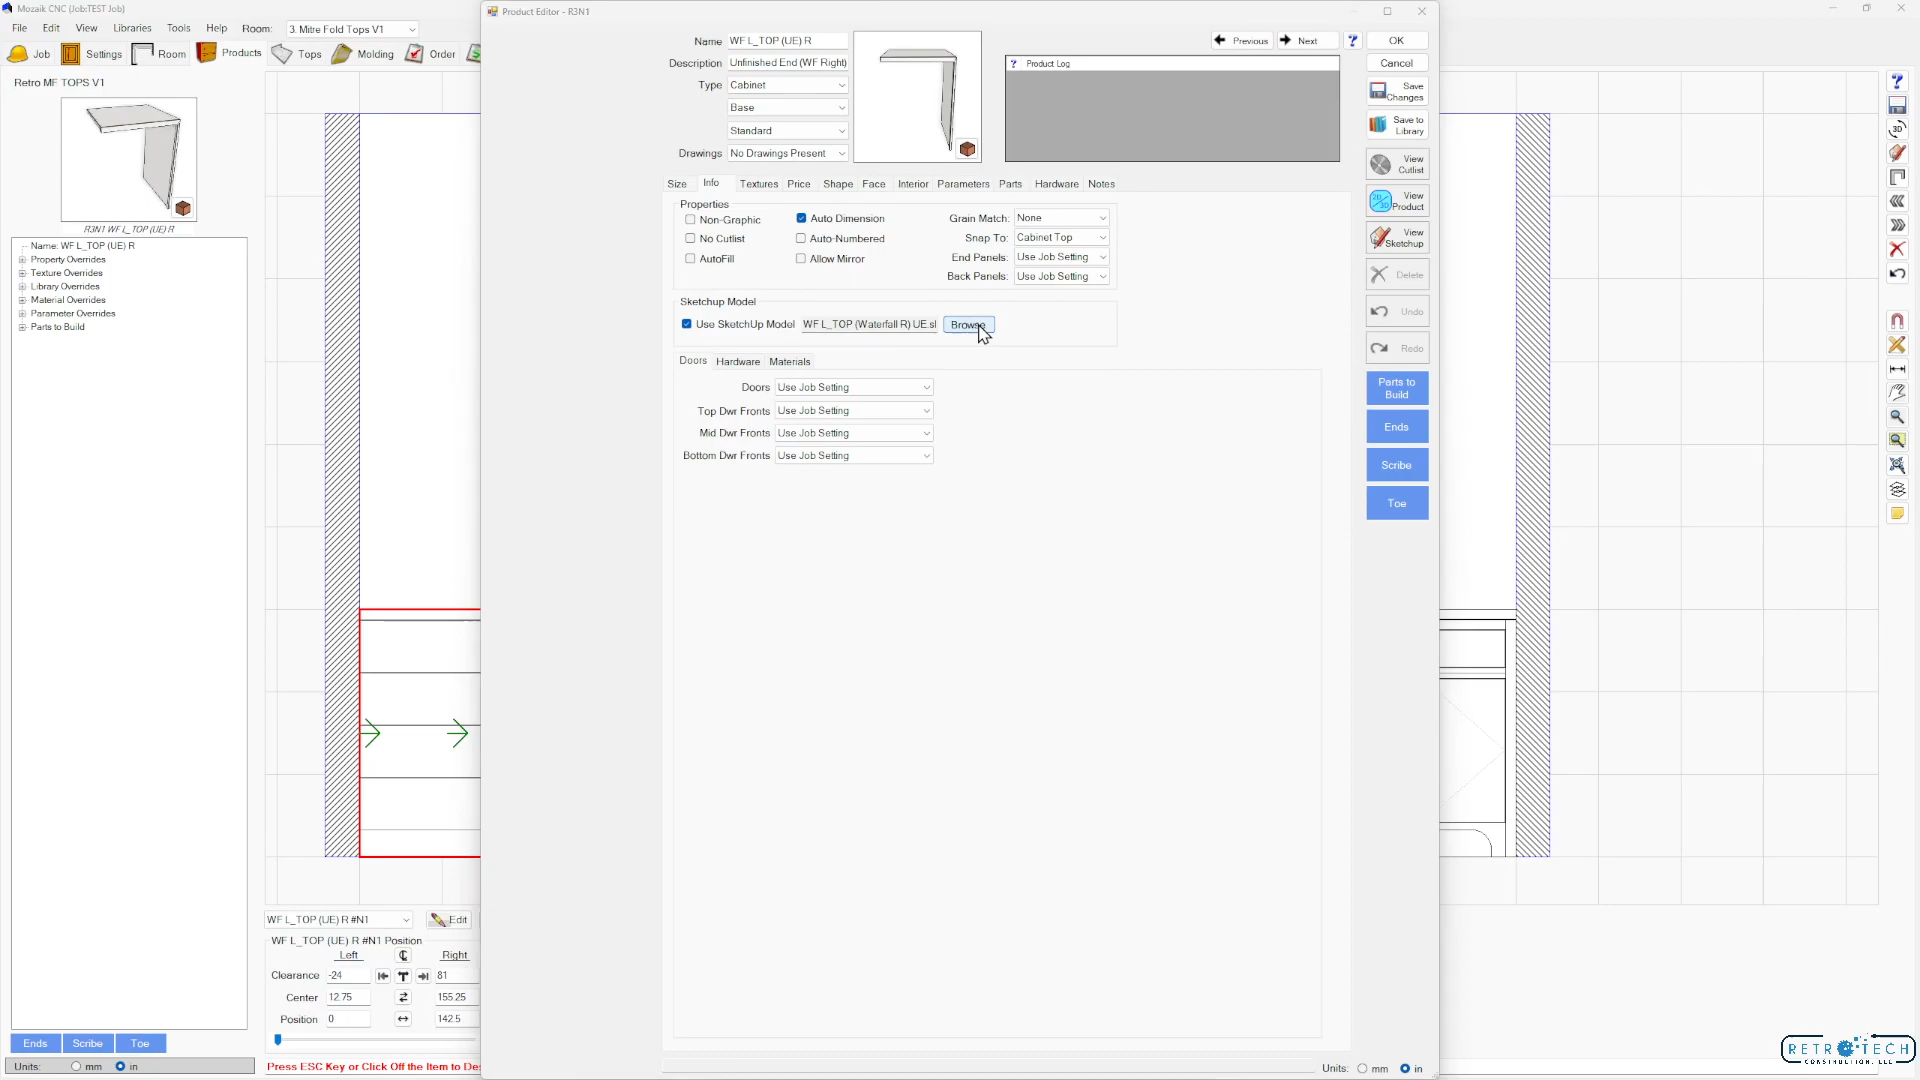 Mozaik CNC (Job:TEST Job)
File Edit View Libraries Tools Help Room: 3. Mitre Fold Tops V1
Job Settings Room Products Tops Molding Order
Retro MF TOPS V1
R3N1 WF L_TOP (UE) R
Name: WF L_TOP (UE) R
Property Overrides
Texture Overrides
Library Overrides
Material Overrides
Parameter Overrides
Parts to Build
Ends Scribe Toe
Units: mm in
WF L_TOP (UE) R #N1 Edit
WF L_TOP (UE) R #N1 Position
Left Right
Clearance -24 81
Center 12.75 155.25
Position 0 142.5
Press ESC Key or Click Off the Item to De
Product Editor - R3N1
Name WF L_TOP (UE) R
Description Unfinished End (WF Right)
Type Cabinet
Base
Standard
Drawings No Drawings Present
? Product Log
Previous Next ? OK
Cancel
Save Changes
Save to Library
View Cutlist
2D/3D View Product
View Sketchup
Delete
Undo
Redo
Parts to Build
Ends
Scribe
Toe
Size Info Textures Price Shape Face Interior Parameters Parts Hardware Notes
Properties
Non-Graphic Auto Dimension Grain Match: None
No Cutlist Auto-Numbered Snap To: Cabinet Top
AutoFill Allow Mirror End Panels: Use Job Setting
Back Panels: Use Job Setting
Sketchup Model
Use SketchUp Model WF L_TOP (Waterfall R) UE.sl Browse
Doors Hardware Materials
Doors Use Job Setting
Top Dwr Fronts Use Job Setting
Mid Dwr Fronts Use Job Setting
Bottom Dwr Fronts Use Job Setting
Units: mm in
?
3D
RETRO TECH
CONSTRUCTION, LLC